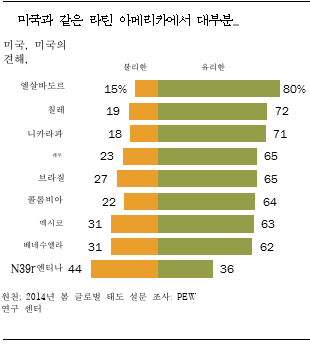 미국과 같은 라틴 아메리카에서 대부분_
미국, 미국의
견해,
불리한 유리한
엘살바도르 15% 80%
칠레 19 72
니카라과 18 71
페루 23 65
브라질 27 65
콜롬비아 22 64
멕시코 31 63
베네수엘라 31 62
N39r엔티나 44 36
원천: 2014년 봄 글로벌 태도 설문 조사: PEW
연구 센터